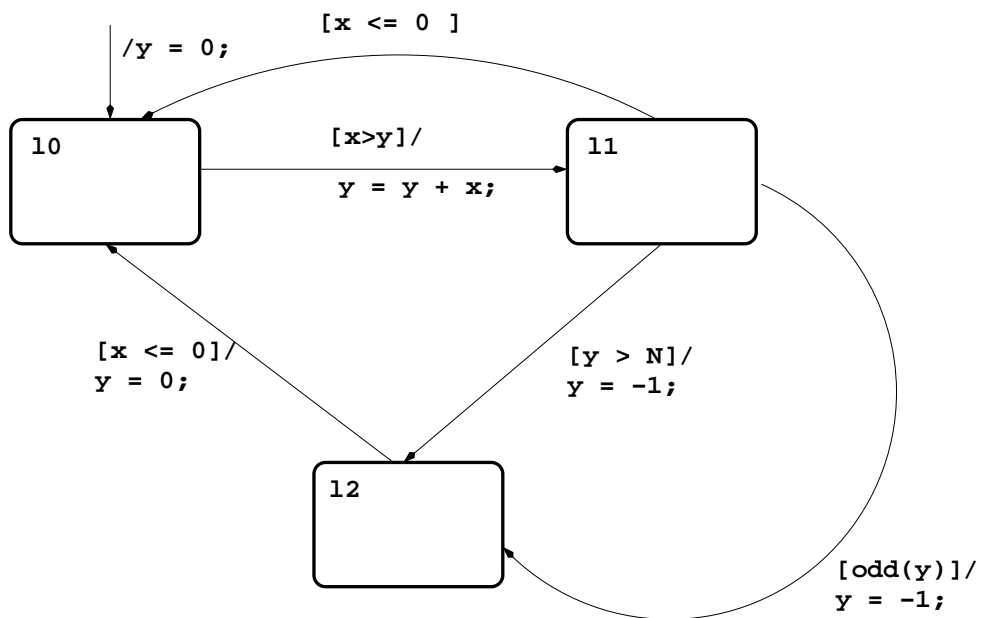 [x <= 0 ]
/y = 0;
l0
[x>y]/
y = y + x;
l1
[x <= 0]/
y = 0;
[y > N]/
y = -1;
l2
[odd(y)]/
y = -1;